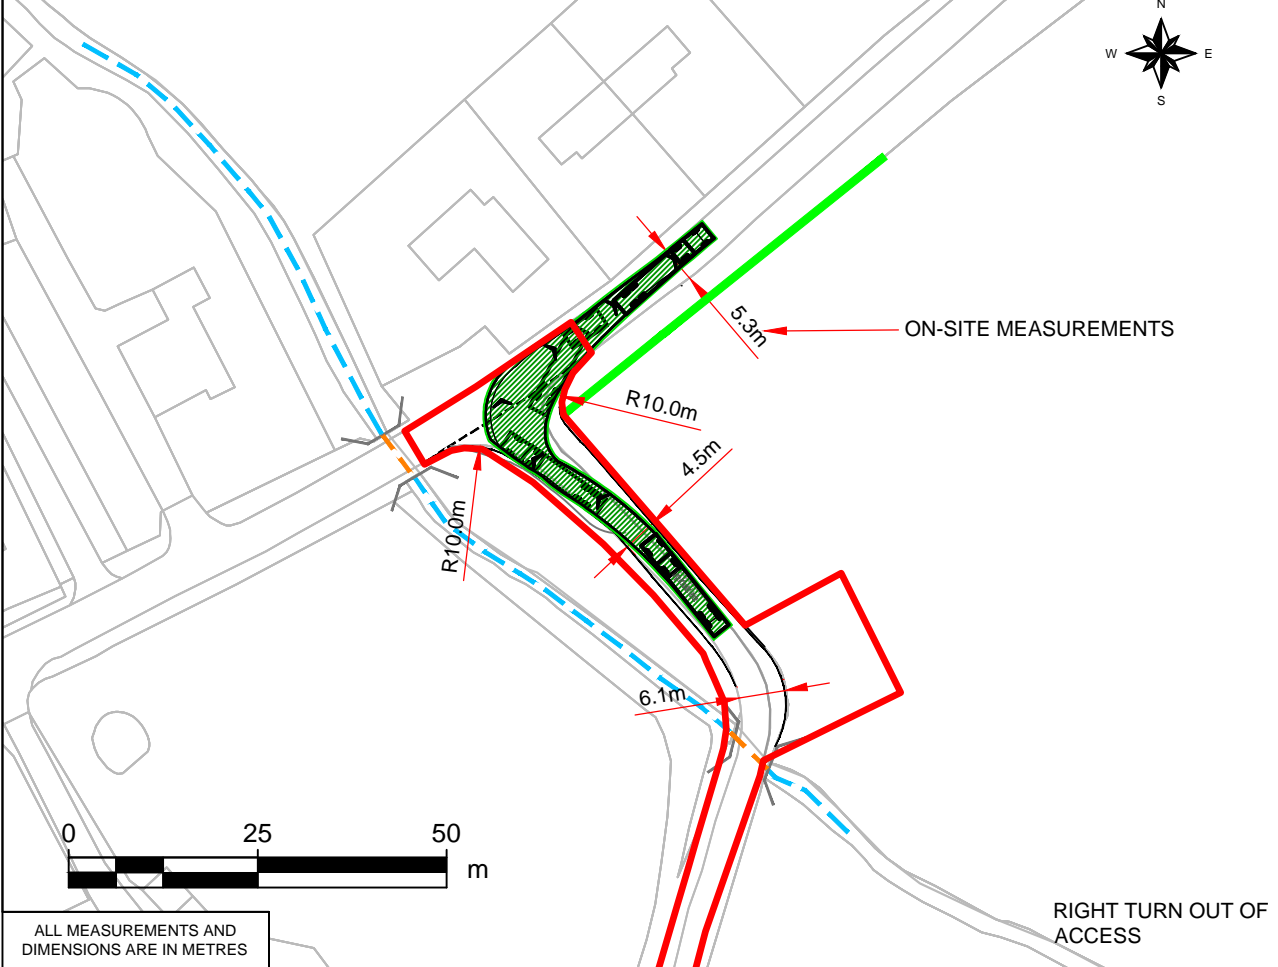 N
W
E
S
5.3m
ON-SITE MEASUREMENTS
R10.0m
4.5m
R10.0m
6.1m
0
25
50
m
ALL MEASUREMENTS AND
DIMENSIONS ARE IN METRES
RIGHT TURN OUT OF
ACCESS